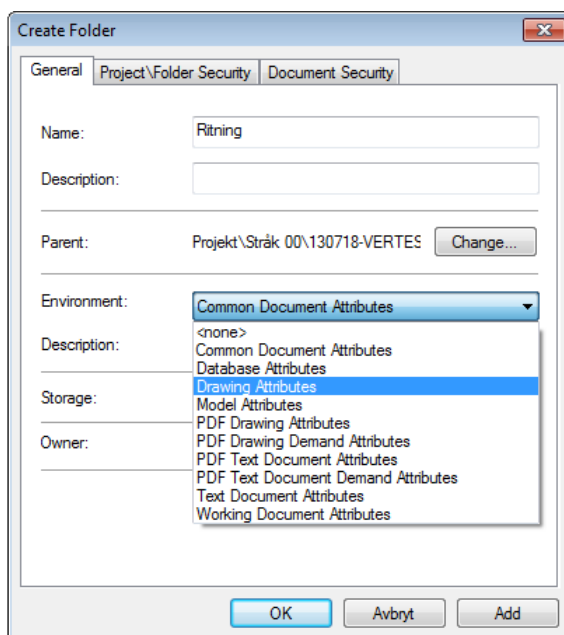 Create Folder
General Project\Folder Security Document Security
Name: Ritning
Description:
Parent: Projekt\Stråk 00\130718-VERTES Change...
Environment: Common Document Attributes
<none>
Description: Common Document Attributes
Database Attributes
Drawing Attributes
Storage: Model Attributes
PDF Drawing Attributes
Owner: PDF Drawing Demand Attributes
PDF Text Document Attributes
PDF Text Document Demand Attributes
Text Document Attributes
Working Document Attributes
OK Avbryt Add